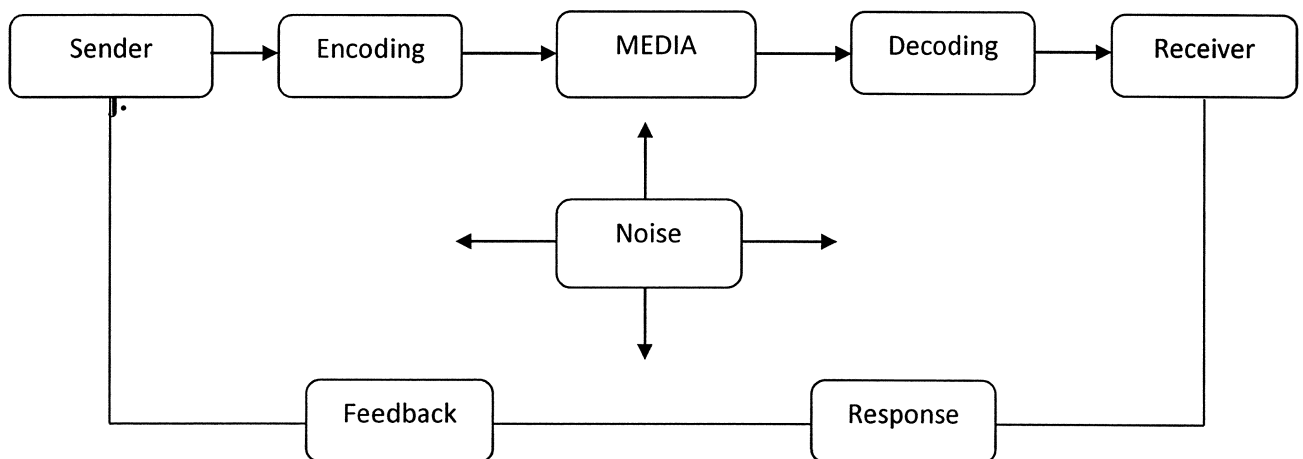 Sender
Encoding
MEDIA
Decoding
Receiver
Noise
Feedback
Response